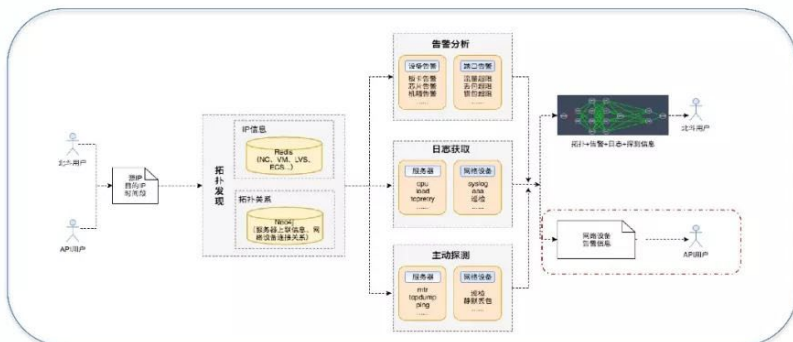 告警分析
设备告警
板卡告警
芯片告警
机箱告警
......
端口告警
流量超限
丢包超限
错包超限
......
北斗用户
API用户
源IP
目的IP
时间段
拓扑发现
IP信息
Redis
(NC、VM、LVS、
ECS...)
拓扑关系
Neo4j
(服务器上联信息、网
络设备连接关系)
日志获取
服务器
cpu
load
tcpretry
......
网络设备
syslog
巡检
......
主动探测
服务器
mtr
tcpdump
ping
......
网络设备
巡检
静默丢包
......
拓扑+告警+日志+探测信息
北斗用户
网络设备
告警信息
API用户